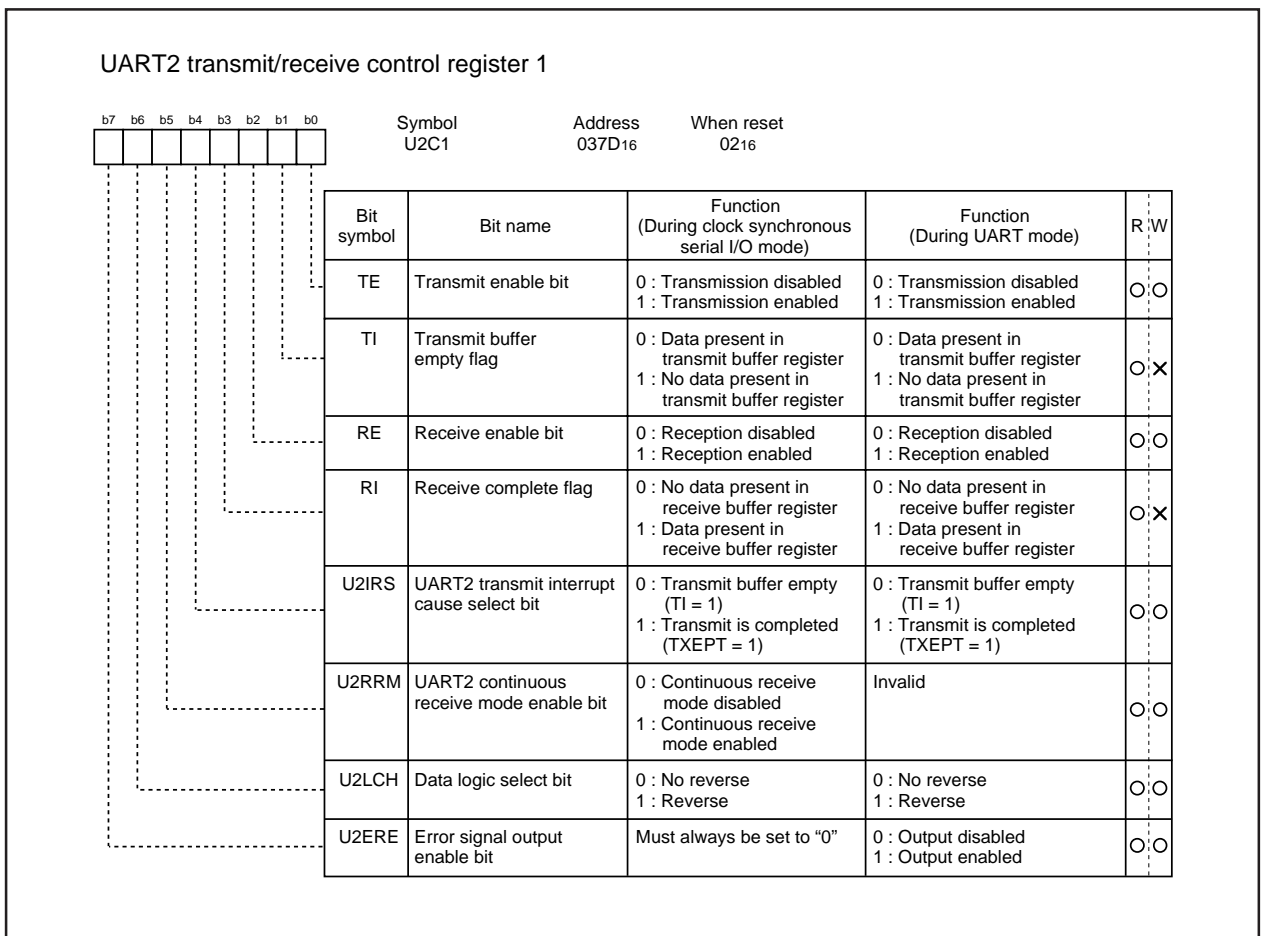 UART2 transmit/receive control register 1
b7 b6 b5 b4 b3 b2 b1 b0
Symbol Address When reset
U2C1 037D16 0216
Bit symbol
Bit name
Function
(During clock synchronous
serial I/O mode)
Function
(During UART mode)
R W
TE
Transmit enable bit
0 : Transmission disabled
1 : Transmission enabled
0 : Transmission disabled
1 : Transmission enabled
TI
Transmit buffer
empty flag
0 : Data present in
transmit buffer register
1 : No data present in
transmit buffer register
0 : Data present in
transmit buffer register
1 : No data present in
transmit buffer register
RE
Receive enable bit
0 : Reception disabled
1 : Reception enabled
0 : Reception disabled
1 : Reception enabled
RI
Receive complete flag
0 : No data present in
receive buffer register
1 : Data present in
receive buffer register
0 : No data present in
receive buffer register
1 : Data present in
receive buffer register
U2IRS
UART2 transmit interrupt
cause select bit
0 : Transmit buffer empty
(TI = 1)
1 : Transmit is completed
(TXEPT = 1)
0 : Transmit buffer empty
(TI = 1)
1 : Transmit is completed
(TXEPT = 1)
U2RRM
UART2 continuous
receive mode enable bit
0 : Continuous receive
mode disabled
1 : Continuous receive
mode enabled
Invalid
U2LCH
Data logic select bit
0 : No reverse
1 : Reverse
0 : No reverse
1 : Reverse
U2ERE
Error signal output
enable bit
Must always be set to “0”
0 : Output disabled
1 : Output enabled